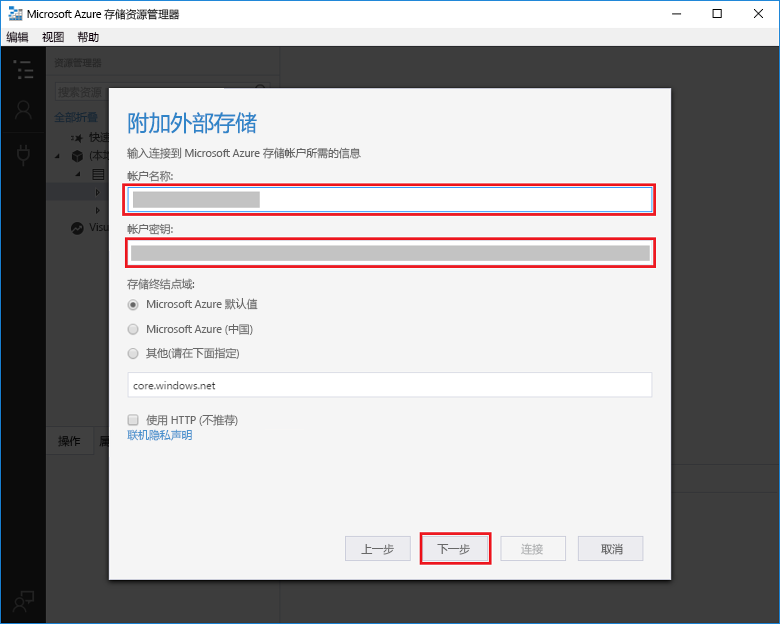 Microsoft Azure 存储资源管理器
编辑 视图 帮助
资源管理器
搜索资源
全部折叠
快速
(本地
Visu
附加外部存储
输入连接到 Microsoft Azure 存储帐户所需的信息
帐户名称:
帐户密钥:
存储终结点域:
Microsoft Azure 默认值
Microsoft Azure (中国)
其他(请在下面指定)
core.windows.net
使用 HTTP (不推荐)
联机隐私声明
操作
上一步 下一步 连接 取消